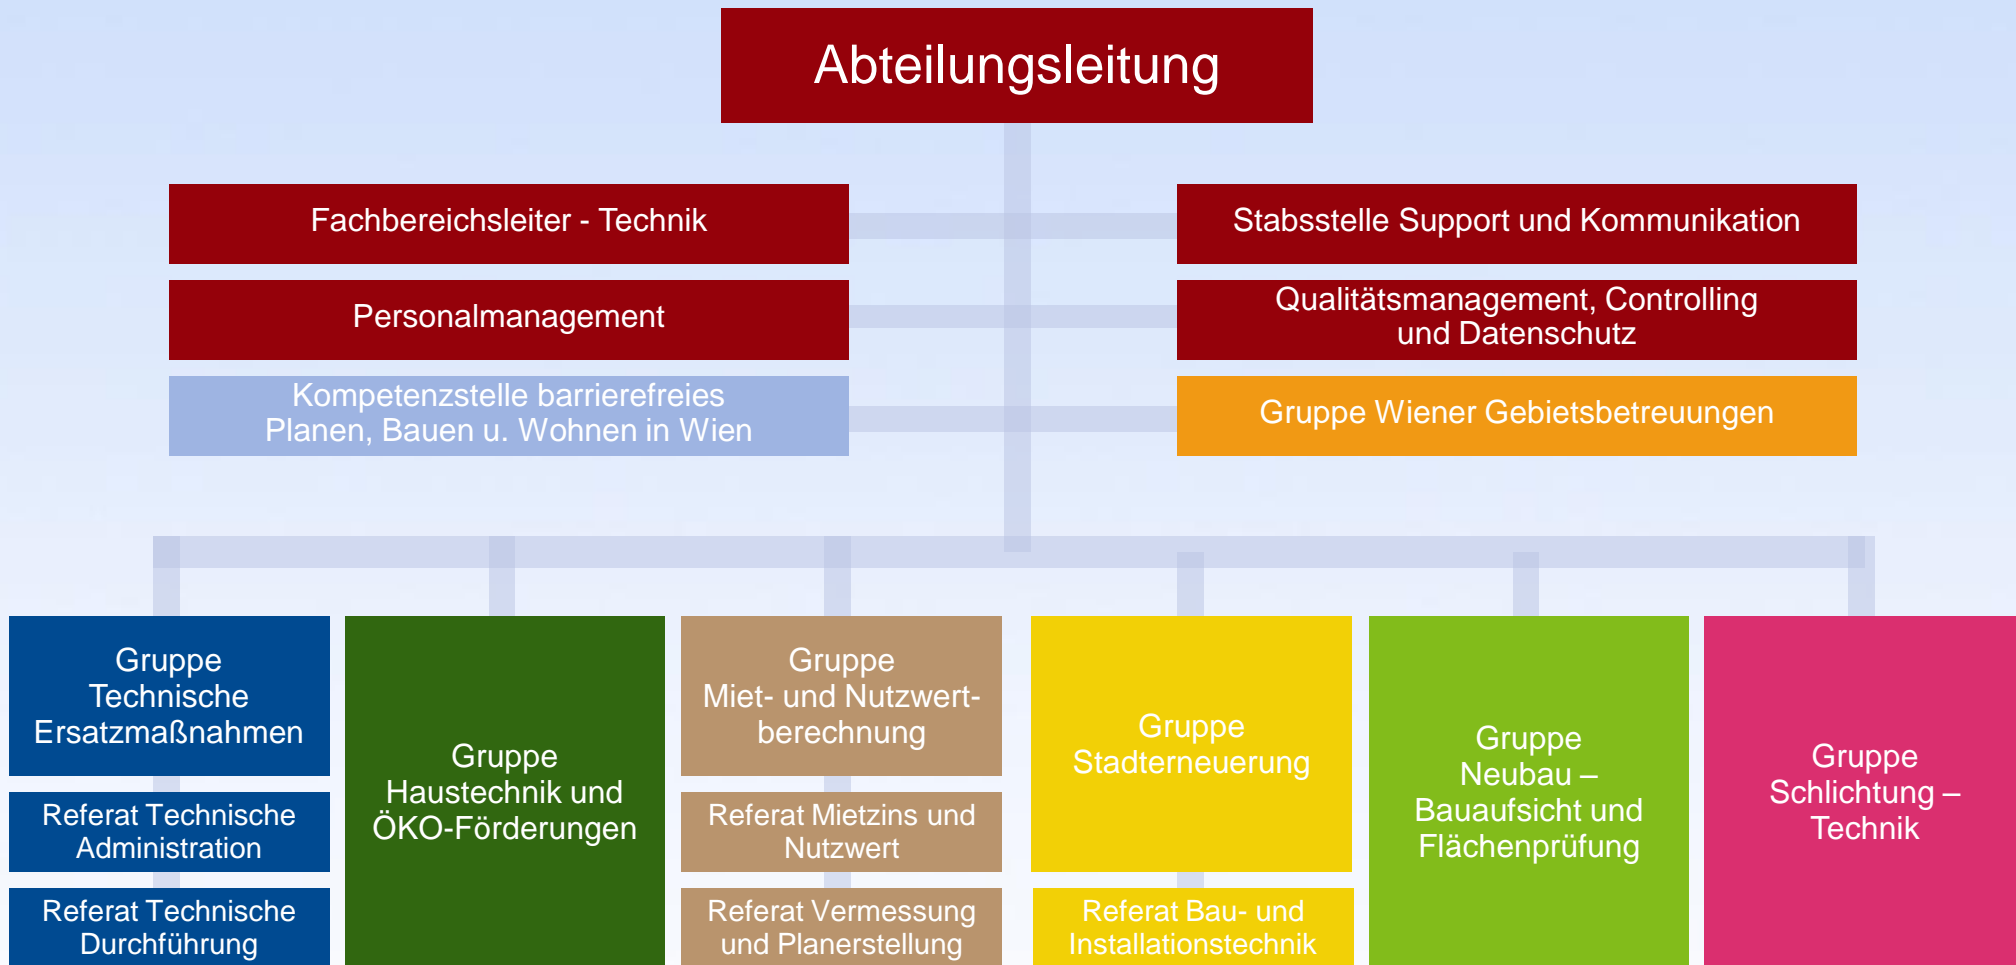 Abteilungsleitung
Fachbereichsleiter - Technik
Stabsstelle Support und Kommunikation
Personalmanagement
Qualitätsmanagement, Controlling
und Datenschutz
Kompetenzstelle barrierefreies
Planen, Bauen u. Wohnen in Wien
Gruppe Wiener Gebietsbetreuungen
Gruppe
Technische
Ersatzmaßnahmen
Referat Technische
Administration
Referat Technische
Durchführung
Gruppe
Haustechnik und
ÖKO-Förderungen
Gruppe
Miet- und Nutzwert-
berechnung
Referat Mietzins und
Nutzwert
Referat Vermessung
und Planerstellung
Gruppe
Stadterneuerung
Referat Bau- und
Installationstechnik
Gruppe
Neubau –
Bauaufsicht und
Flächenprüfung
Gruppe
Schlichtung –
Technik